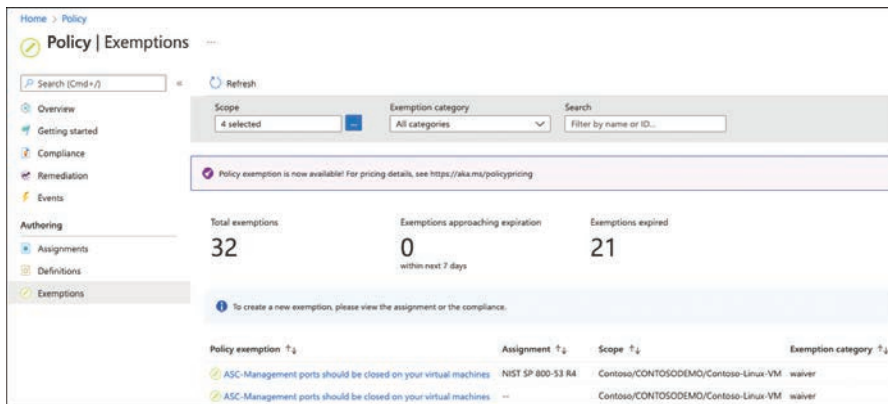 Home > Policy
Policy | Exemptions ...
Search (Cmd+/)
«
Refresh
Overview
Getting started
Compliance
Remediation
Events
Authoring
Assignments
Definitions
Exemptions
Scope
Exemption category
Search
4 selected
...
All categories
Filter by name or ID...
Policy exemption is now available! For pricing details, see https://aka.ms/policypricing
Total exemptions
Exemptions approaching expiration
Exemptions expired
32
0
21
within next 7 days
To create a new exemption, please view the assignment or the compliance.
Policy exemption ↑↓ Assignment ↑↓ Scope ↑↓ Exemption category ↑↓
ASC-Management ports should be closed on your virtual machines NIST SP 800-53 R4 Contoso/CONTOSODEMO/Contoso-Linux-VM waiver
ASC-Management ports should be closed on your virtual machines -- Contoso/CONTOSODEMO/Contoso-Linux-VM waiver